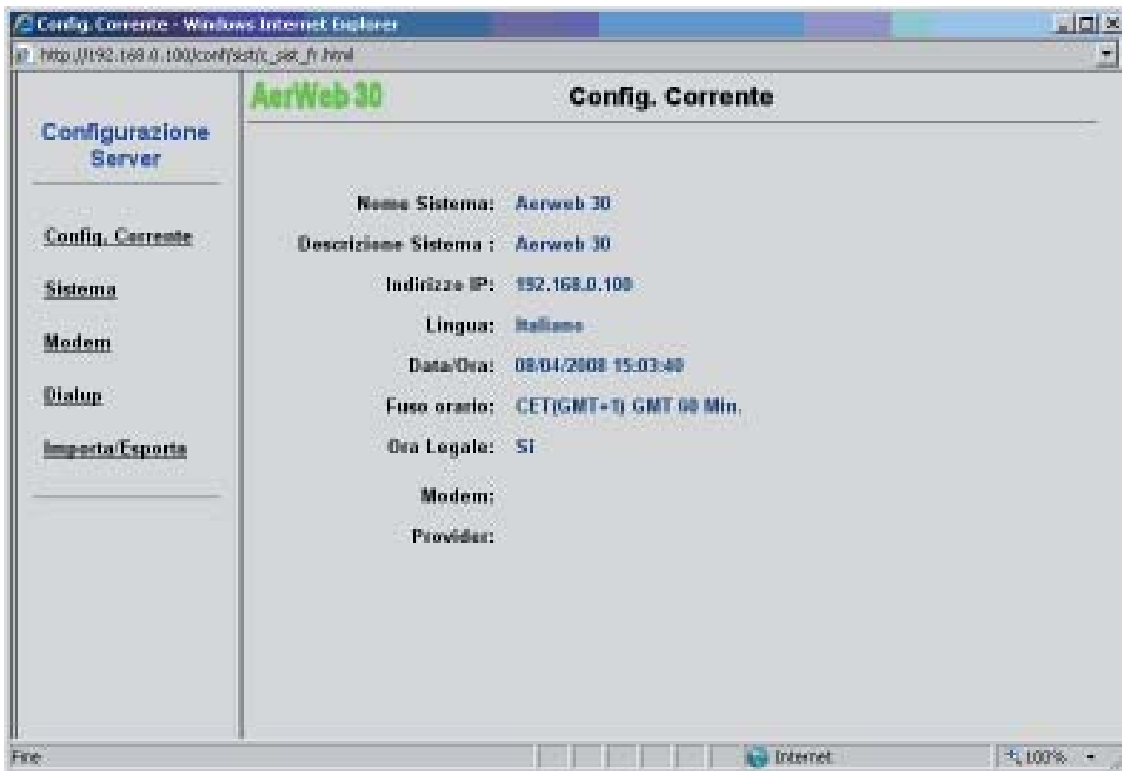 Config. Corrente - Windows Internet Explorer
http://192.168.0.100/conf/sist/c_sist_fr.html
AerWeb 30
Config. Corrente
Configurazione
Server
Config. Corrente
Sistema
Modem
Dialup
Importa/Esporta
Nome Sistema: Aerweb 30
Descrizione Sistema : Aerweb 30
Indirizzo IP: 192.168.0.100
Lingua: Italiano
Data/Ora: 08/04/2008 15:03:40
Fuso orario: CET(GMT+1) GMT 60 Min.
Ora Legale: SI
Modem:
Provider:
Fine
Internet
100%